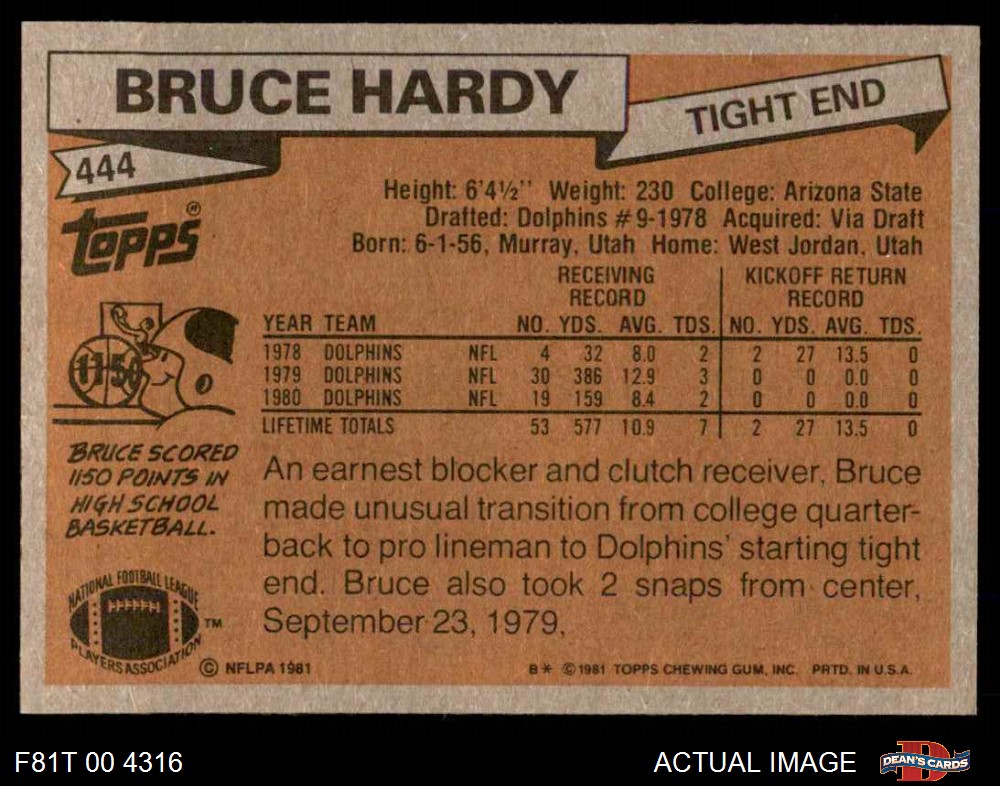 BRUCE HARDY
TIGHT END
444
Topps®
Height: 6'4½'' Weight: 230 College: Arizona State
Drafted: Dolphins #9-1978 Acquired: Via Draft
Born: 6-1-56, Murray, Utah Home: West Jordan, Utah
RECEIVING RECORD KICKOFF RETURN RECORD
YEAR TEAM NO. YDS. AVG. TDS. NO. YDS. AVG. TDS.
1978 DOLPHINS NFL 4 32 8.0 2 2 27 13.5 0
1979 DOLPHINS NFL 30 386 12.9 3 0 0 0.0 0
1980 DOLPHINS NFL 19 159 8.4 2 0 0 0.0 0
LIFETIME TOTALS 53 577 10.9 7 2 27 13.5 0
1150
BRUCE SCORED
1150 POINTS IN
HIGH SCHOOL
BASKETBALL.
An earnest blocker and clutch receiver, Bruce
made unusual transition from college quarter-
back to pro lineman to Dolphins' starting tight
end. Bruce also took 2 snaps from center,
September 23, 1979.
NATIONAL FOOTBALL LEAGUE
PLAYERS ASSOCIATION
TM
© NFLPA 1981
B* ©1981 TOPPS CHEWING GUM, INC. PRTD. IN U.S.A.
F81T 00 4316
ACTUAL IMAGE
D
DEAN'S CARDS